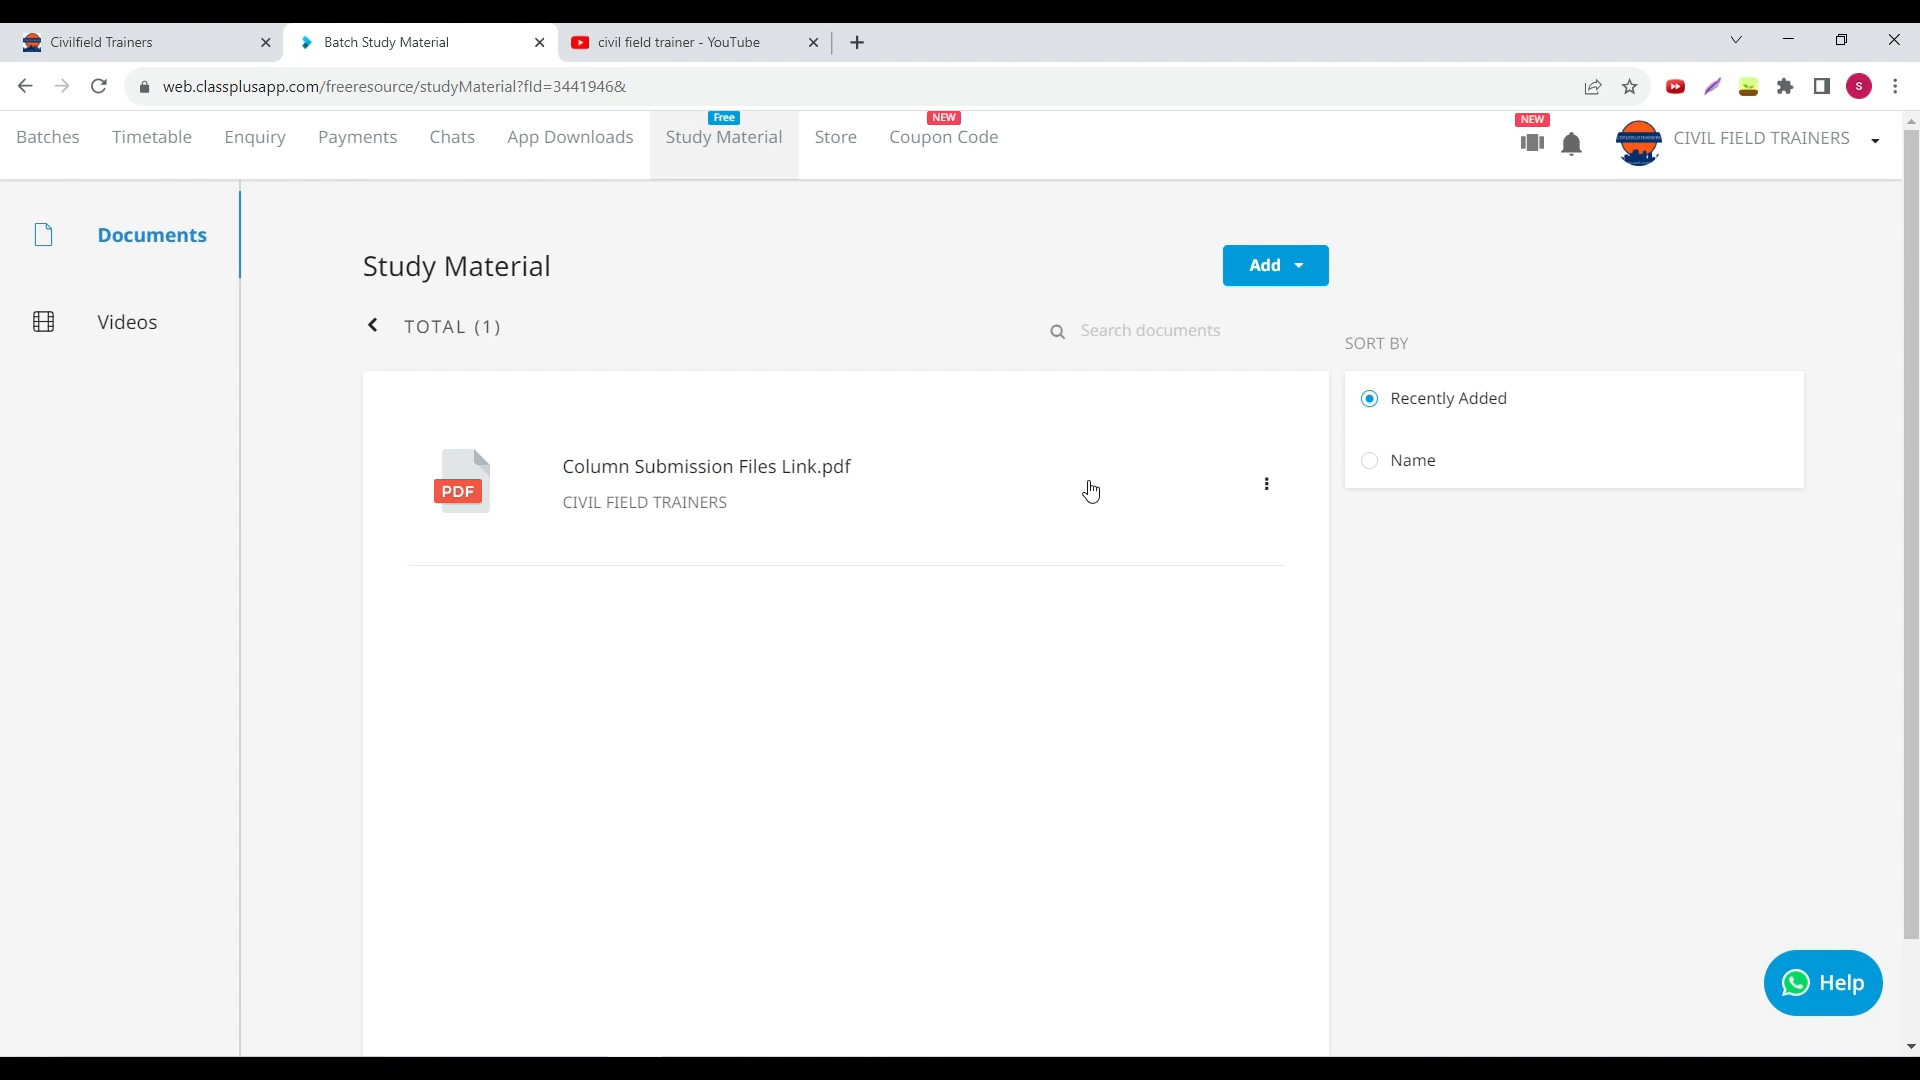 Civilfield Trainers
Batch Study Material
civil field trainer - YouTube
web.classplusapp.com/freeresource/studyMaterial?fId=3441946&
S
Free
NEW
NEW
Batches
Timetable
Enquiry
Payments
Chats
App Downloads
Study Material
Store
Coupon Code
CIVIL FIELD TRAINERS
Documents
Videos
Study Material
Add
TOTAL (1)
Search documents
SORT BY
Recently Added
Name
PDF
Column Submission Files Link.pdf
CIVIL FIELD TRAINERS
Help